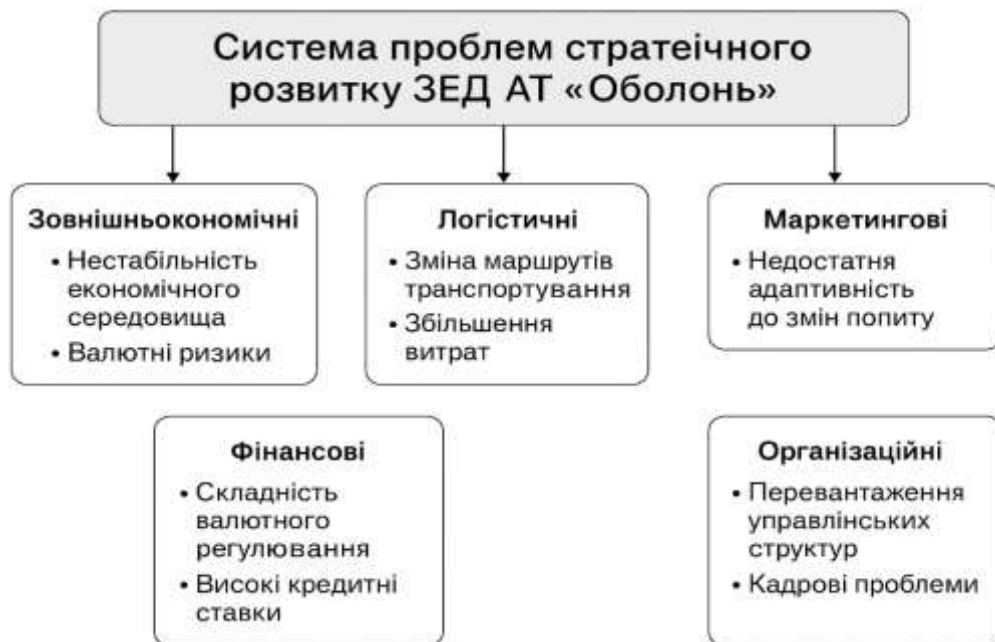 Система проблем стратеічного
розвитку ЗЕД АТ «Оболонь»
Зовнішньокономічні
• Нестабільність
економічного
середовища
• Валютні ризики
Логістичні
• Зміна маршрутів
транспортування
• Збільшення
витрат
Маркетингові
• Недостатня
адаптивність
до змін попиту
Фінансові
• Складність
валютного
регулювання
• Високі кредитні
ставки
Організаційні
• Перевантаження
управлінських
структур
• Кадрові проблеми